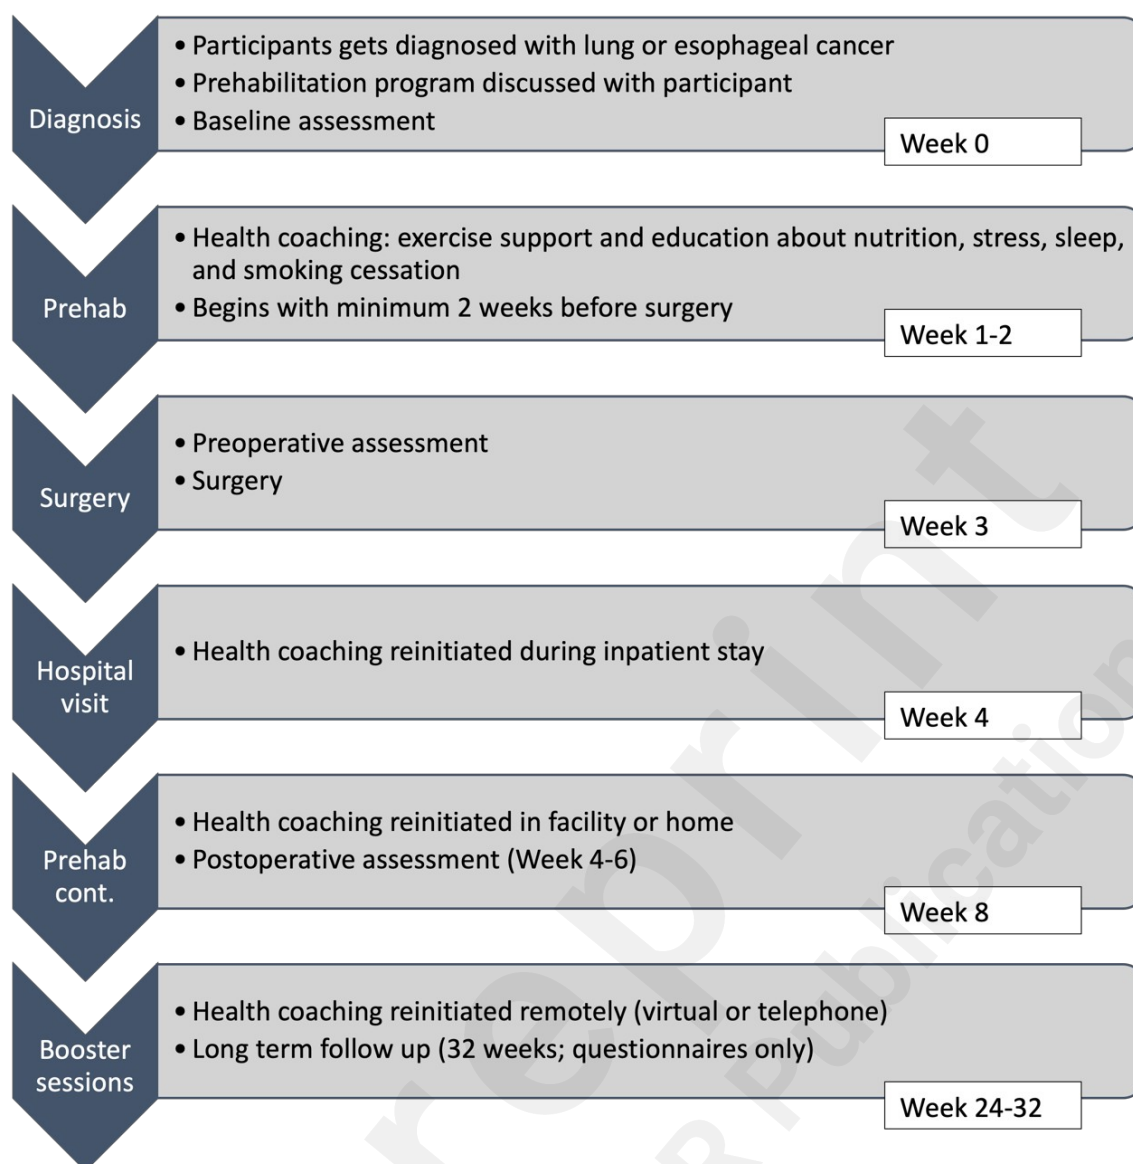 Diagnosis
• Participants gets diagnosed with lung or esophageal cancer
• Prehabilitation program discussed with participant
• Baseline assessment
Week 0
Prehab
• Health coaching: exercise support and education about nutrition, stress, sleep,
and smoking cessation
• Begins with minimum 2 weeks before surgery
Week 1-2
Surgery
• Preoperative assessment
• Surgery
Week 3
Hospital
visit
• Health coaching reinitiated during inpatient stay
Week 4
Prehab
cont.
• Health coaching reinitiated in facility or home
• Postoperative assessment (Week 4-6)
Week 8
Booster
sessions
• Health coaching reinitiated remotely (virtual or telephone)
• Long term follow up (32 weeks; questionnaires only)
Week 24-32
reprint
R Publication